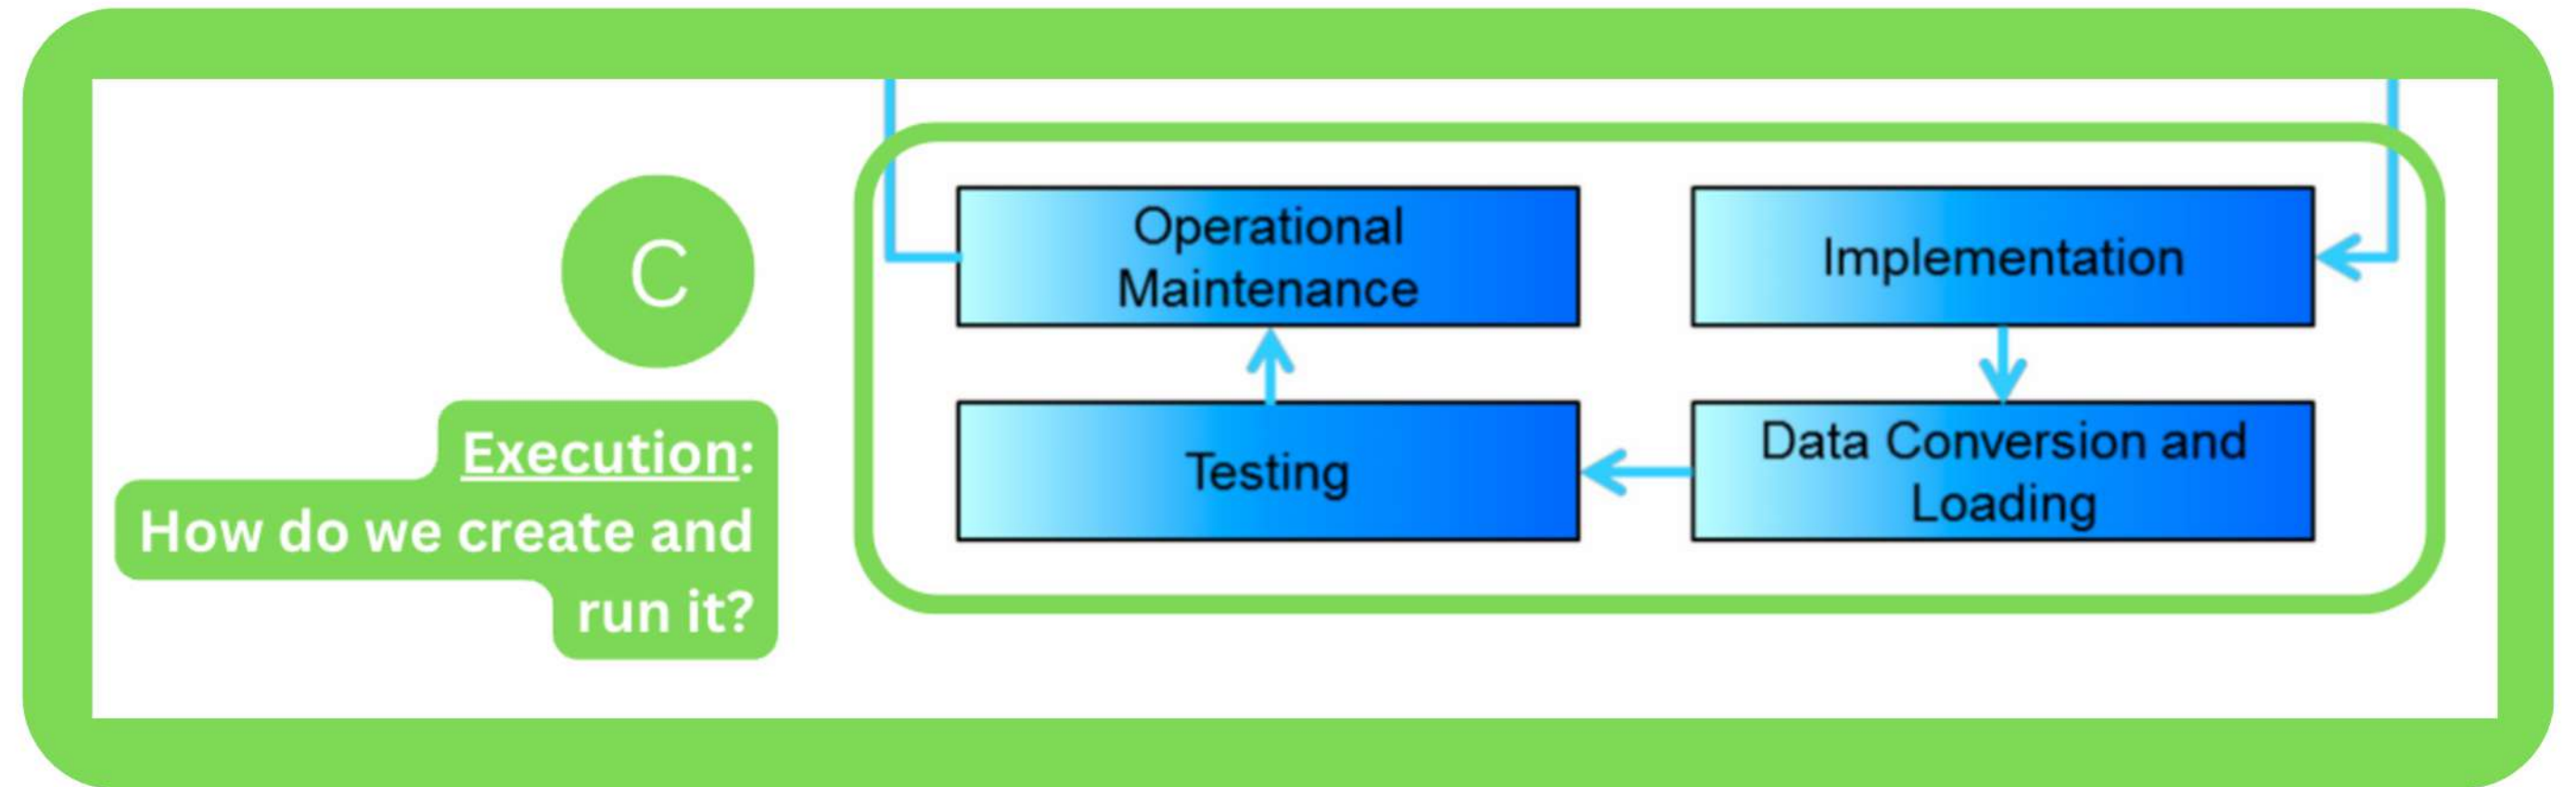 C
Execution:
How do we create and
run it?
Operational
Maintenance
Implementation
Testing
Data Conversion and
Loading